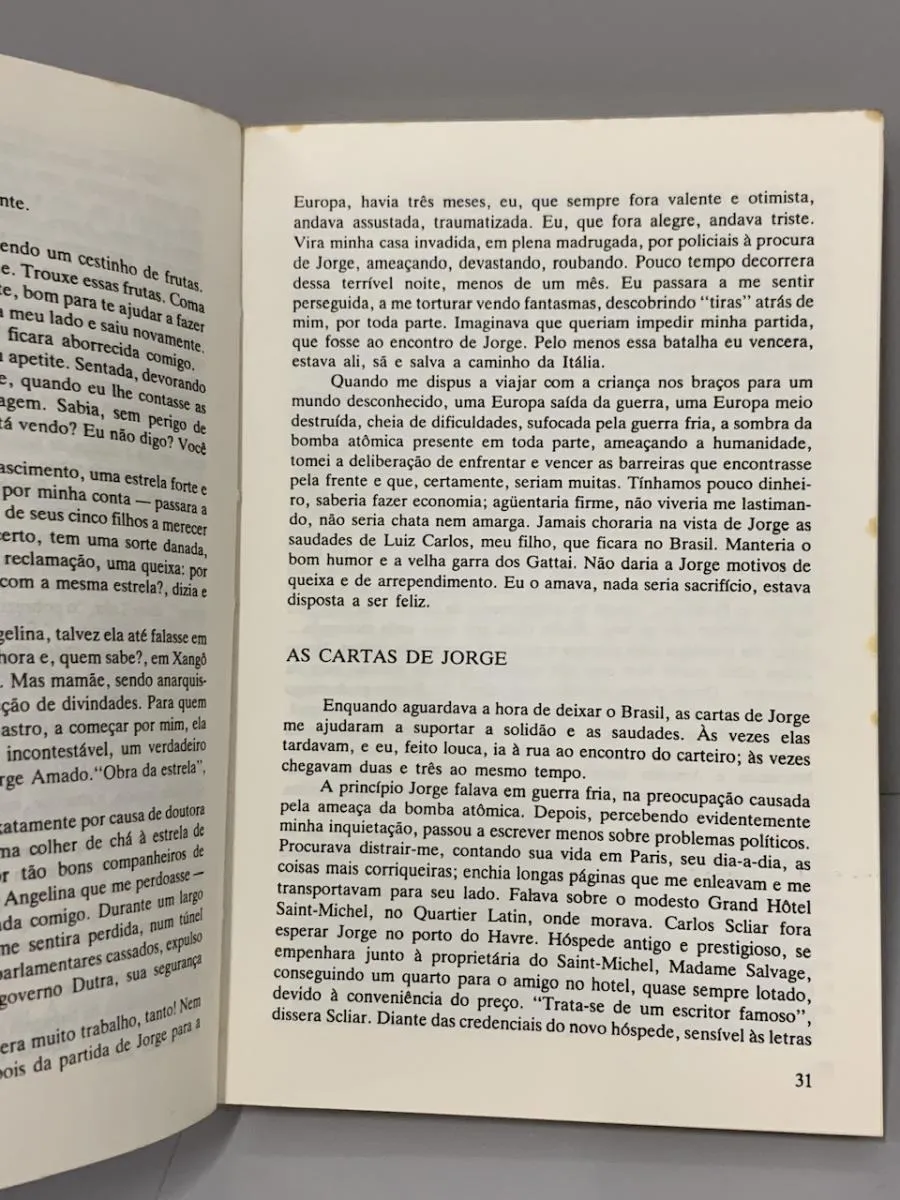 nte.
endo um cestinho de frutas.
e. Trouxe essas frutas. Coma
te, bom para te ajudar a fazer
meu lado e saiu novamente.
ficara aborrecida comigo.
apetite. Sentada, devorando
e, quando eu lhe contasse as
agem. Sabia, sem perigo de
tá vendo? Eu não digo? Você
ascimento, uma estrela forte e
por minha conta — passara a
de seus cinco filhos a merecer
certo, tem uma sorte danada,
reclamação, uma queixa: por
com a mesma estrela?, dizia e
gelina, talvez ela até falasse em
hora e, quem sabe?, em Xangô
. Mas mamãe, sendo anarquis-
ção de divindades. Para quem
astro, a começar por mim, ela
incontestável, um verdadeiro
rge Amado. "Obra da estrela",
xatamente por causa de doutora
ma colher de chá à estrela de
r tão bons companheiros de
Angelina que me perdoasse —
ada comigo. Durante um largo
me sentira perdida, num túnel
parlamentares cassados, expulso
governo Dutra, sua segurança
era muito trabalho, tanto! Nem
pois da partida de Jorge para a
Europa, havia três meses, eu, que sempre fora valente e otimista,
andava assustada, traumatizada. Eu, que fora alegre, andava triste.
Vira minha casa invadida, em plena madrugada, por policiais à procura
de Jorge, ameaçando, devastando, roubando. Pouco tempo decorrera
dessa terrível noite, menos de um mês. Eu passara a me sentir
perseguida, a me torturar vendo fantasmas, descobrindo "tiras" atrás de
mim, por toda parte. Imaginava que queriam impedir minha partida,
que fosse ao encontro de Jorge. Pelo menos essa batalha eu vencera,
estava ali, sã e salva a caminho da Itália.
Quando me dispus a viajar com a criança nos braços para um
mundo desconhecido, uma Europa saída da guerra, uma Europa meio
destruída, cheia de dificuldades, sufocada pela guerra fria, a sombra da
bomba atômica presente em toda parte, ameaçando a humanidade,
tomei a deliberação de enfrentar e vencer as barreiras que encontrasse
pela frente e que, certamente, seriam muitas. Tínhamos pouco dinhei-
ro, saberia fazer economia; agüentaria firme, não viveria me lastiman-
do, não seria chata nem amarga. Jamais choraria na vista de Jorge as
saudades de Luiz Carlos, meu filho, que ficara no Brasil. Manteria o
bom humor e a velha garra dos Gattai. Não daria a Jorge motivos de
queixa e de arrependimento. Eu o amava, nada seria sacrifício, estava
disposta a ser feliz.
AS CARTAS DE JORGE
Enquando aguardava a hora de deixar o Brasil, as cartas de Jorge
me ajudaram a suportar a solidão e as saudades. Às vezes elas
tardavam, e eu, feito louca, ia à rua ao encontro do carteiro; às vezes
chegavam duas e três ao mesmo tempo.
A princípio Jorge falava em guerra fria, na preocupação causada
pela ameaça da bomba atômica. Depois, percebendo evidentemente
minha inquietação, passou a escrever menos sobre problemas políticos.
Procurava distrair-me, contando sua vida em Paris, seu dia-a-dia, as
coisas mais corriqueiras; enchia longas páginas que me enleavam e me
transportavam para seu lado. Falava sobre o modesto Grand Hôtel
Saint-Michel, no Quartier Latin, onde morava. Carlos Scliar fora
esperar Jorge no porto do Havre. Hóspede antigo e prestigioso, se
empenhara junto à proprietária do Saint-Michel, Madame Salvage,
conseguindo um quarto para o amigo no hotel, quase sempre lotado,
devido à conveniência do preço. "Trata-se de um escritor famoso",
dissera Scliar. Diante das credenciais do novo hóspede, sensível às letras
31